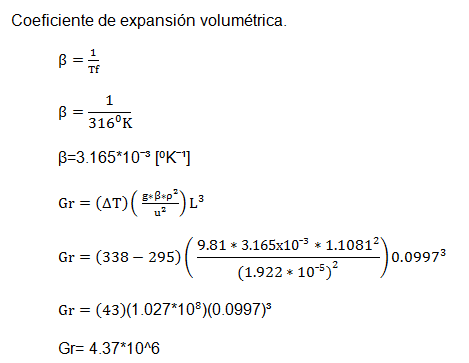 Coeficiente de expansión volumétrica.
β = 1/Tf
β = 1/316⁰K
β=3.165*10⁻³ [⁰K⁻¹]
Gr = (ΔT)(g*β*ρ²/u²)L³
Gr = (338 − 295)(9.81 * 3.165x10⁻³ * 1.1081²/(1.922 * 10⁻⁵)²)0.0997³
Gr = (43)(1.027*10⁸)(0.0997)³
Gr= 4.37*10^6